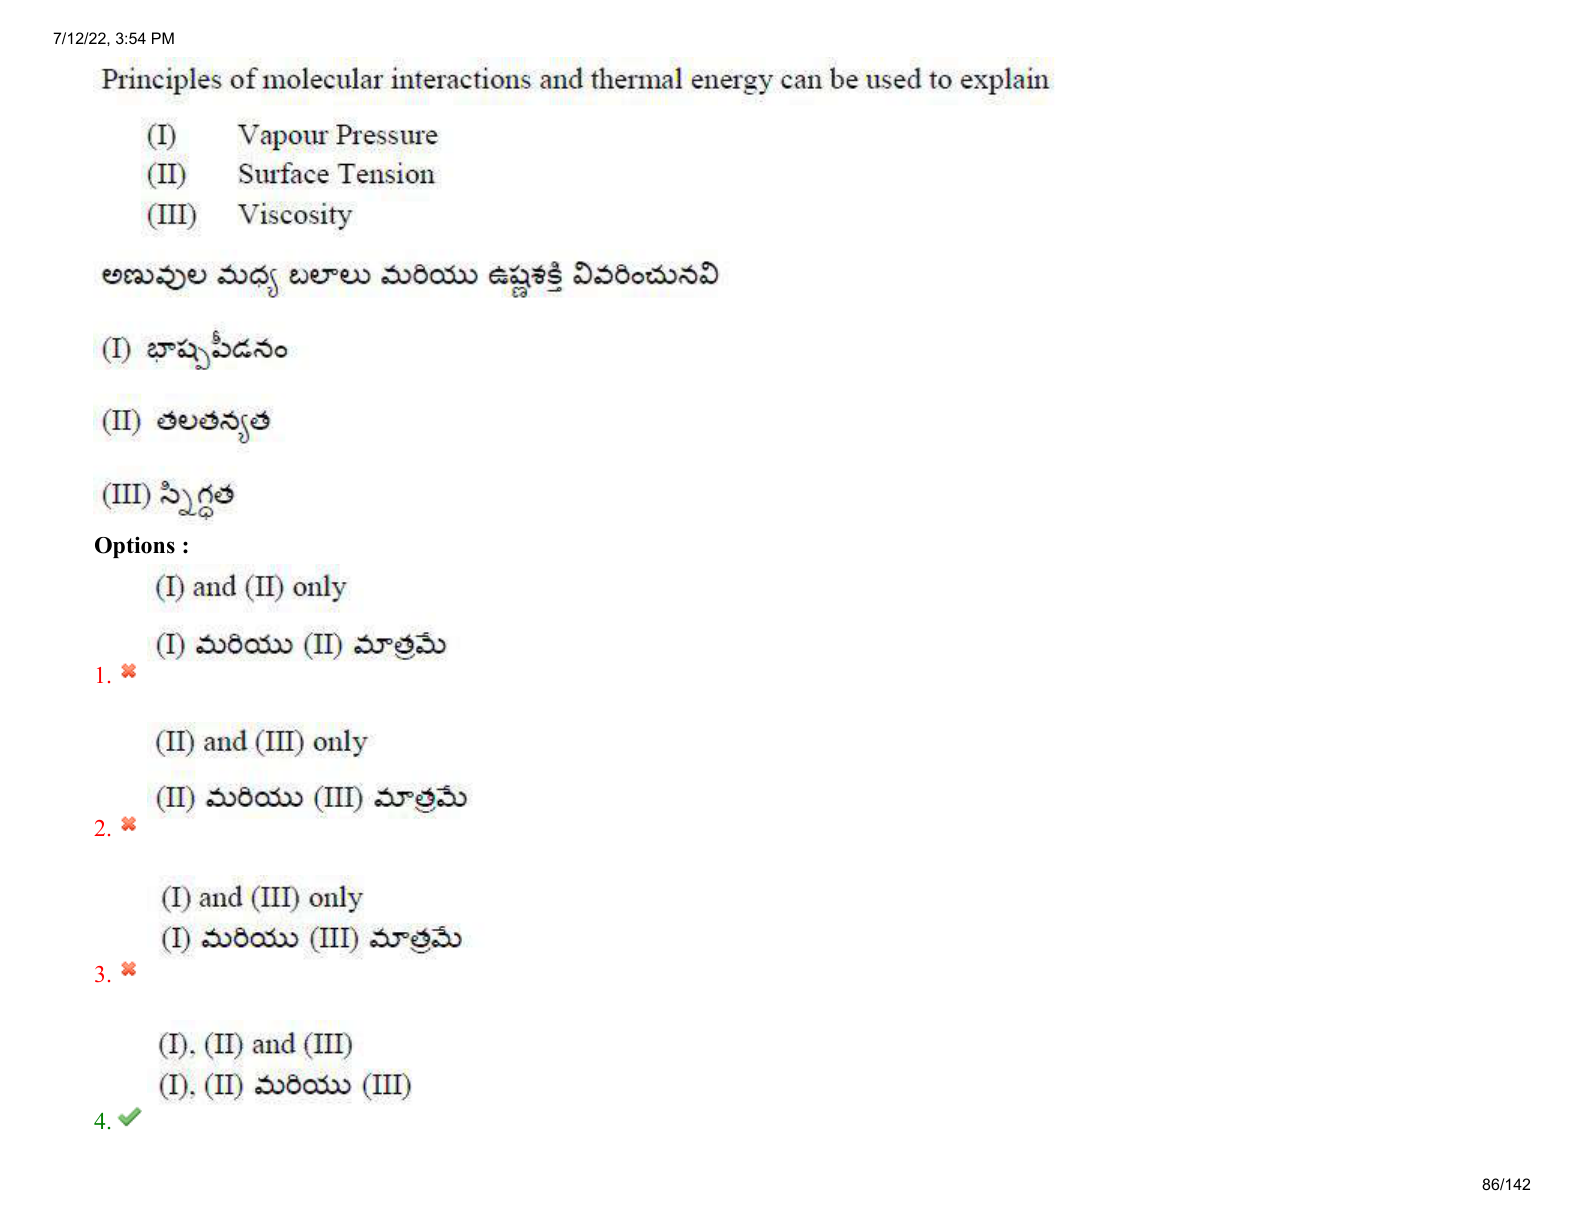 7/12/22, 3:54 PM
Principles of molecular interactions and thermal energy can be used to explain
(I) Vapour Pressure
(II) Surface Tension
(III) Viscosity
అణువుల మధ్య బలాలు మరియు ఉష్ణశక్తి వివరించునవి
(I) భాష్పపీడనం
(II) తలతన్యత
(III) స్నిగ్ధత
Options :
(I) and (II) only
(I) మరియు (II) మాత్రమే
1.
(II) and (III) only
(II) మరియు (III) మాత్రమే
2.
(I) and (III) only
(I) మరియు (III) మాత్రమే
3.
(I), (II) and (III)
(I), (II) మరియు (III)
4.
86/142